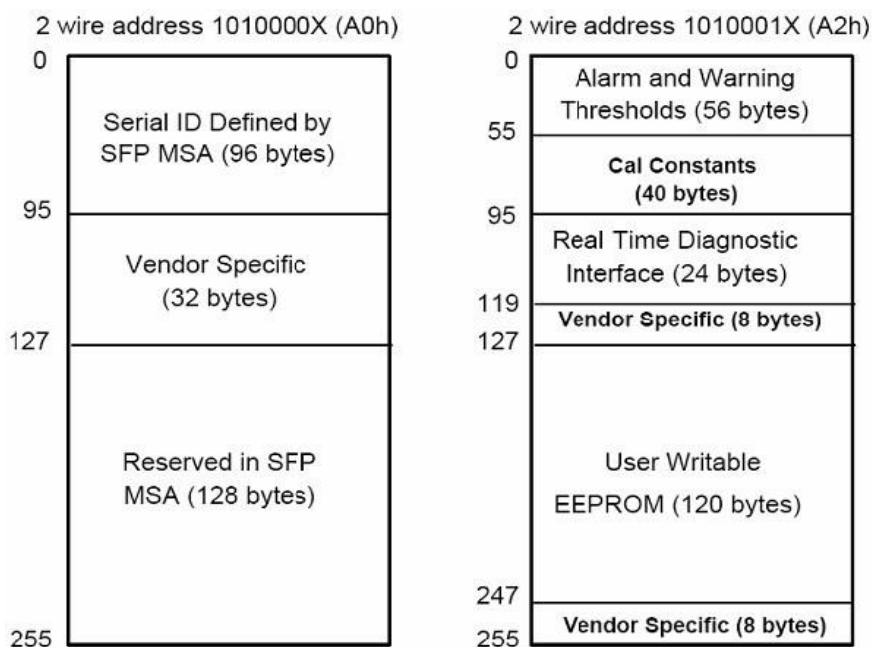 2 wire address 1010000X (A0h)
0
Serial ID Defined by
SFP MSA (96 bytes)
95
Vendor Specific
(32 bytes)
127
Reserved in SFP
MSA (128 bytes)
255
2 wire address 1010001X (A2h)
0
Alarm and Warning
Thresholds (56 bytes)
55
Cal Constants
(40 bytes)
95
Real Time Diagnostic
Interface (24 bytes)
119
Vendor Specific (8 bytes)
127
User Writable
EEPROM (120 bytes)
247
Vendor Specific (8 bytes)
255